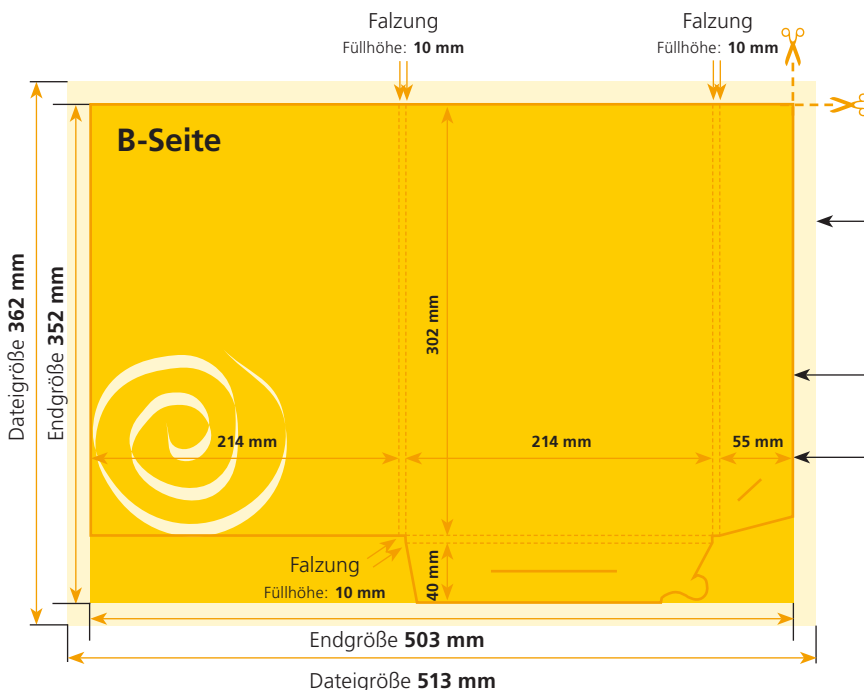 Falzung
Füllhöhe: 10 mm
Falzung
Füllhöhe: 10 mm
B-Seite
Dateigröße 362 mm
Endgröße 352 mm
302 mm
214 mm
214 mm
55 mm
Falzung
Füllhöhe: 10 mm
40 mm
Endgröße 503 mm
Dateigröße 513 mm